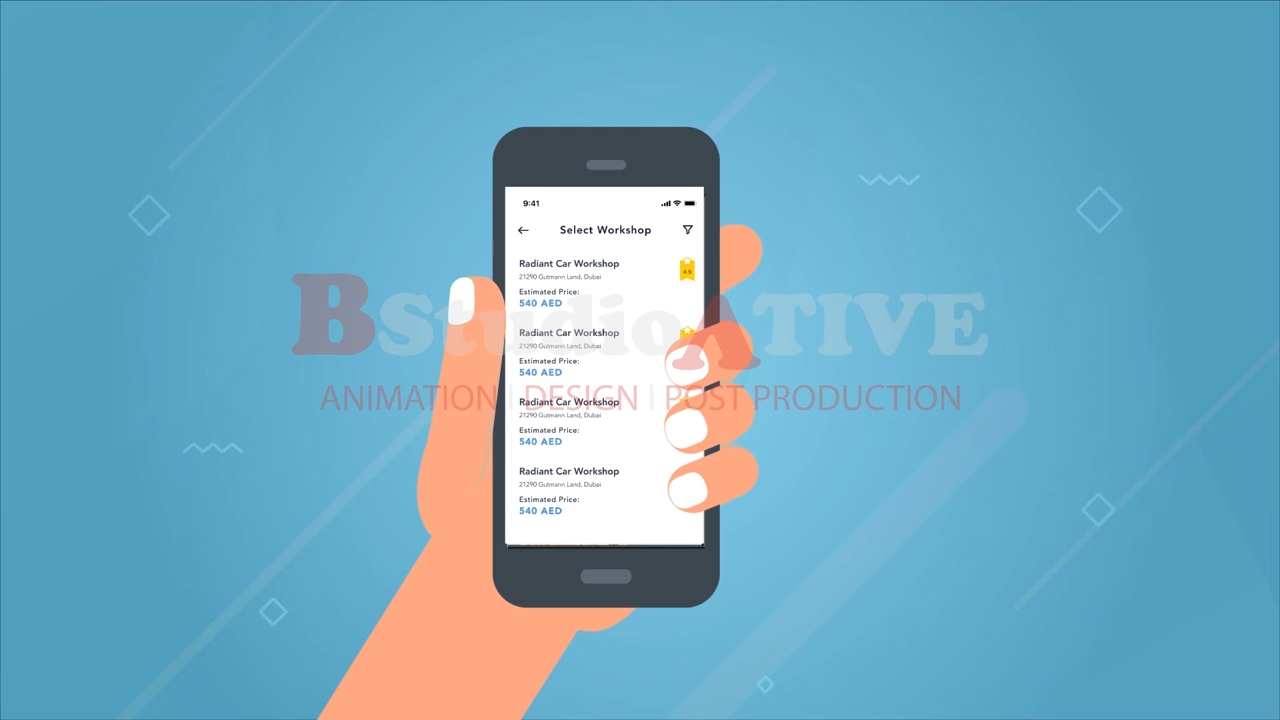 9:41
Select Workshop
Radiant Car Workshop
4.5
21290 Gutmann Land, Dubai
Estimated Price:
540 AED
BStudioATIVE
Radiant Car Workshop
21290 Gutmann Land, Dubai
Estimated Price:
540 AED
ANIMATION | DESIGN | POST PRODUCTION
Radiant Car Workshop
21290 Gutmann Land, Dubai
Estimated Price:
540 AED
Radiant Car Workshop
21290 Gutmann Land, Dubai
Estimated Price:
540 AED